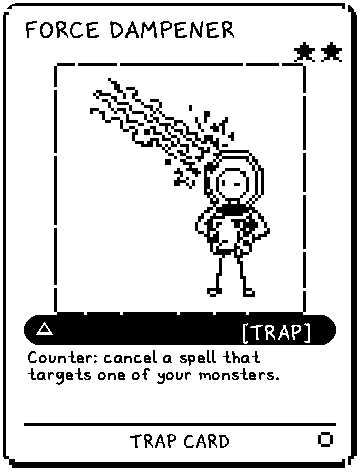 FORCE DAMPENER
[TRAP]
Counter: cancel a spell that
targets one of your monsters.
TRAP CARD